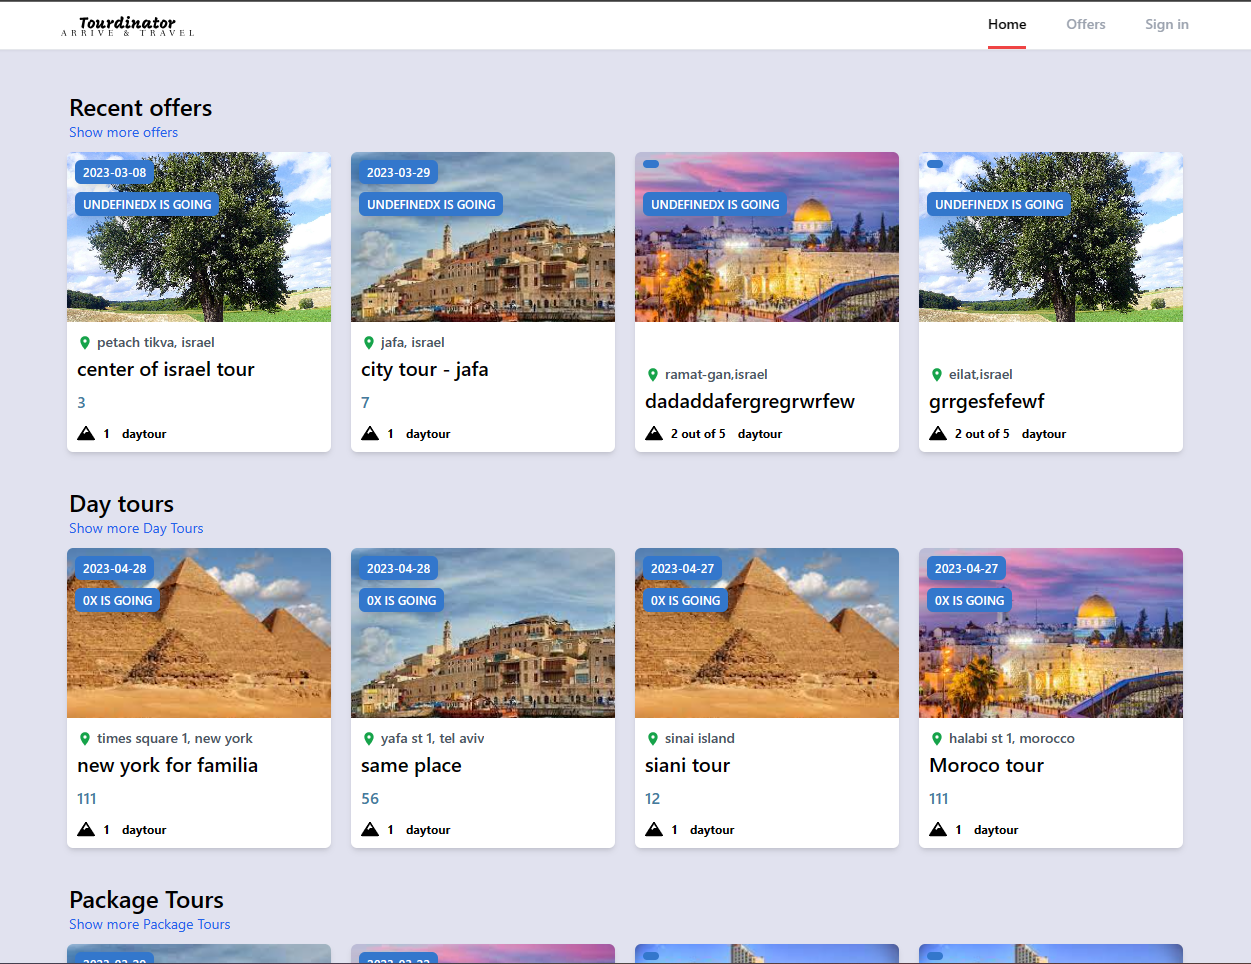 Tourdinator
ARRIVE & TRAVEL
Home
Offers
Sign in
Recent offers
Show more offers
2023-03-08
UNDEFINEDX IS GOING
petach tikva, israel
center of israel tour
3
1 daytour
2023-03-29
UNDEFINEDX IS GOING
jafa, israel
city tour - jafa
7
1 daytour
UNDEFINEDX IS GOING
ramat-gan,israel
dadaddafergregrwrfew
2 out of 5 daytour
UNDEFINEDX IS GOING
eilat,israel
grrgesfefewf
2 out of 5 daytour
Day tours
Show more Day Tours
2023-04-28
0X IS GOING
times square 1, new york
new york for familia
111
1 daytour
2023-04-28
0X IS GOING
yafa st 1, tel aviv
same place
56
1 daytour
2023-04-27
0X IS GOING
sinai island
siani tour
12
1 daytour
2023-04-27
0X IS GOING
halabi st 1, morocco
Moroco tour
111
1 daytour
Package Tours
Show more Package Tours